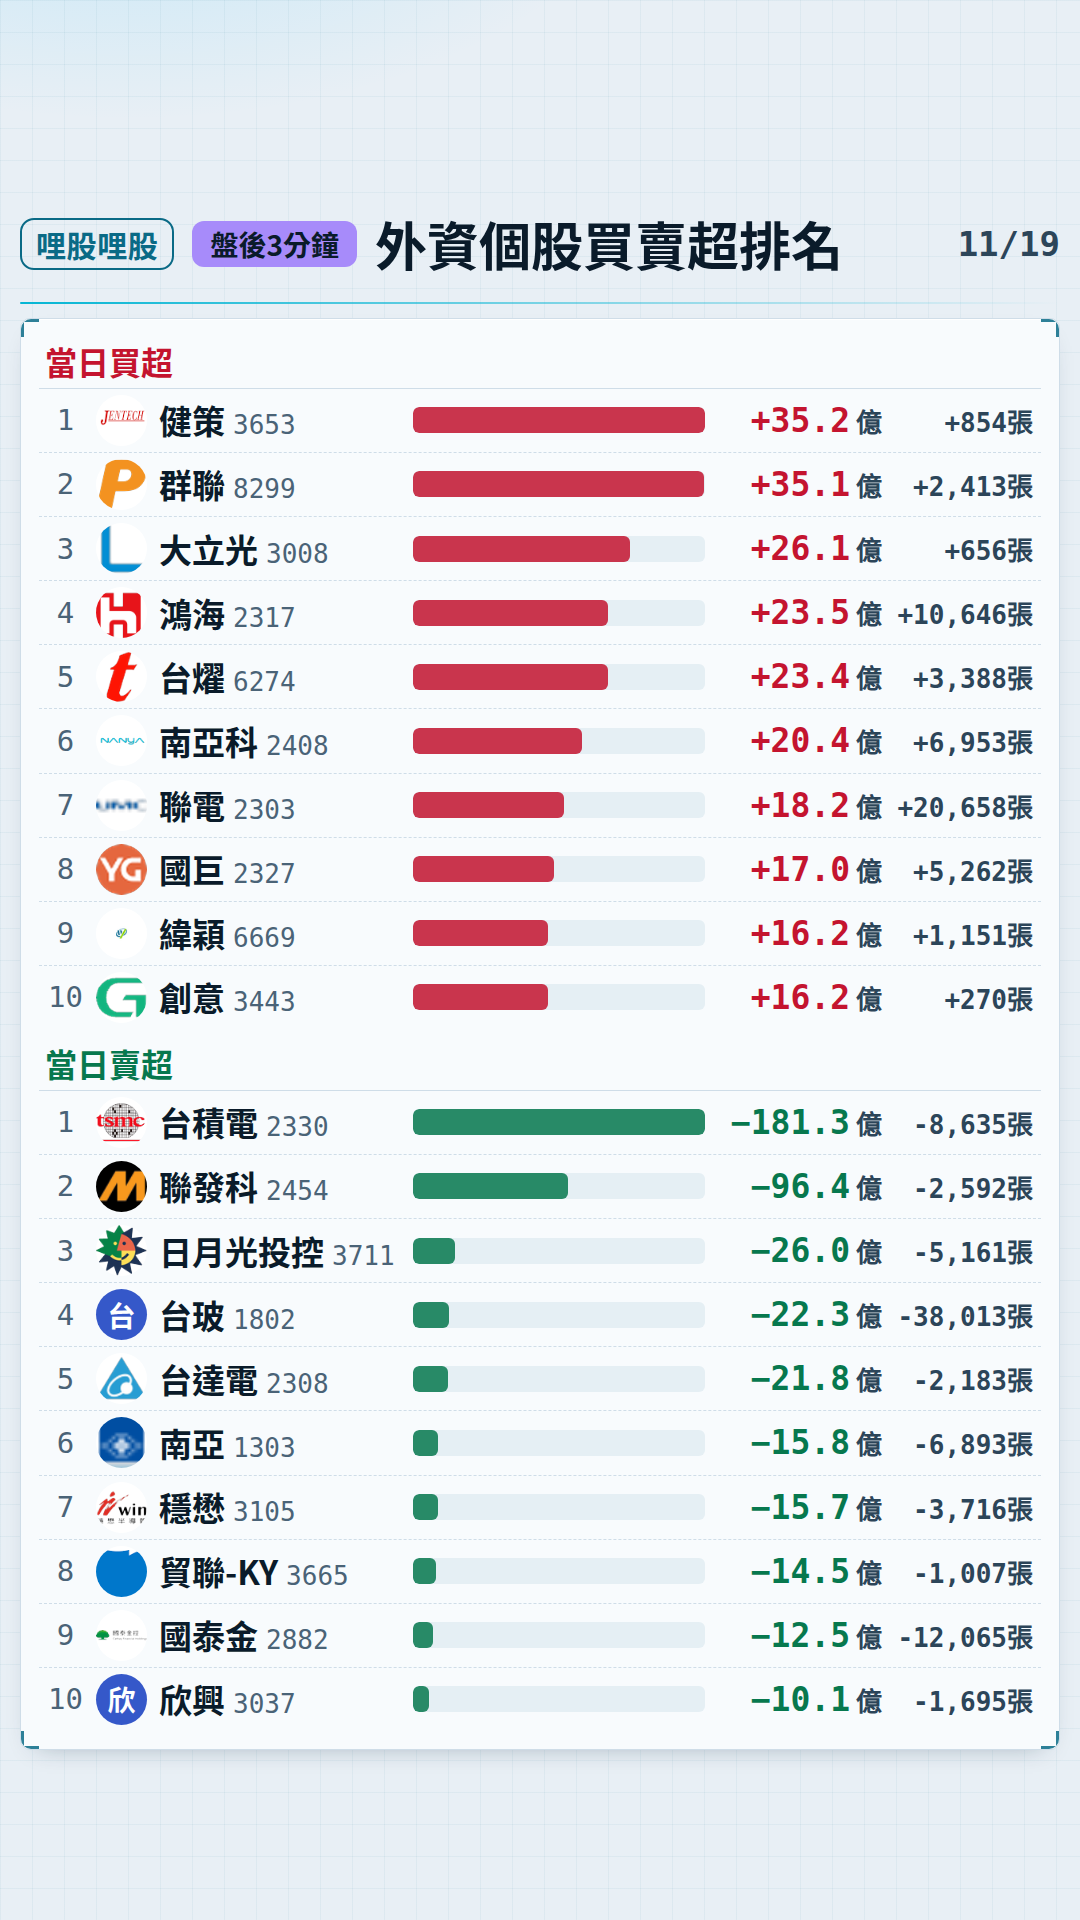 哩股哩股 盤後3分鐘 外資個股買賣超排名 11/19
當日買超
1 JENTECH 健策 3653 +35.2 億 +854張
2 群聯 8299 +35.1 億 +2,413張
3 大立光 3008 +26.1 億 +656張
4 鴻海 2317 +23.5 億 +10,646張
5 t 台燿 6274 +23.4 億 +3,388張
6 NANYA 南亞科 2408 +20.4 億 +6,953張
7 UMC 聯電 2303 +18.2 億 +20,658張
8 YG 國巨 2327 +17.0 億 +5,262張
9 緯穎 6669 +16.2 億 +1,151張
10 G 創意 3443 +16.2 億 +270張
當日賣超
1 tsmc 台積電 2330 −181.3 億 -8,635張
2 聯發科 2454 −96.4 億 -2,592張
3 日月光投控 3711 −26.0 億 -5,161張
4 台 台玻 1802 −22.3 億 -38,013張
5 台達電 2308 −21.8 億 -2,183張
6 南亞 1303 −15.8 億 -6,893張
7 win 穩懋 3105 −15.7 億 -3,716張
8 貿聯-KY 3665 −14.5 億 -1,007張
9 國泰金控 國泰金 2882 −12.5 億 -12,065張
10 欣 欣興 3037 −10.1 億 -1,695張